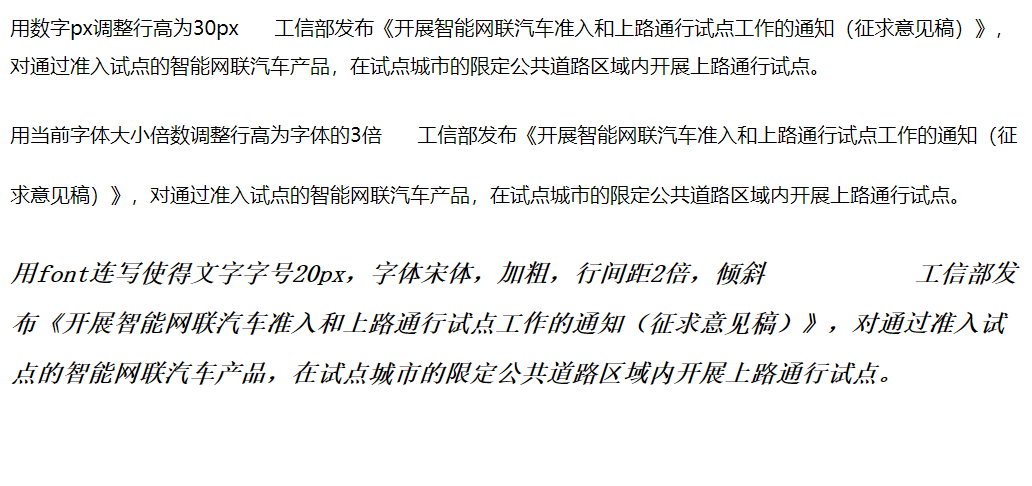 用数字px调整行高为30px  工信部发布《开展智能网联汽车准入和上路通行试点工作的通知（征求意见稿）》，
对通过准入试点的智能网联汽车产品，在试点城市的限定公共道路区域内开展上路通行试点。
用当前字体大小倍数调整行高为字体的3倍  工信部发布《开展智能网联汽车准入和上路通行试点工作的通知（征
求意见稿）》，对通过准入试点的智能网联汽车产品，在试点城市的限定公共道路区域内开展上路通行试点。
用font连写使得文字字号20px，字体宋体，加粗，行间距2倍，倾斜  工信部发
布《开展智能网联汽车准入和上路通行试点工作的通知（征求意见稿）》，对通过准入试
点的智能网联汽车产品，在试点城市的限定公共道路区域内开展上路通行试点。